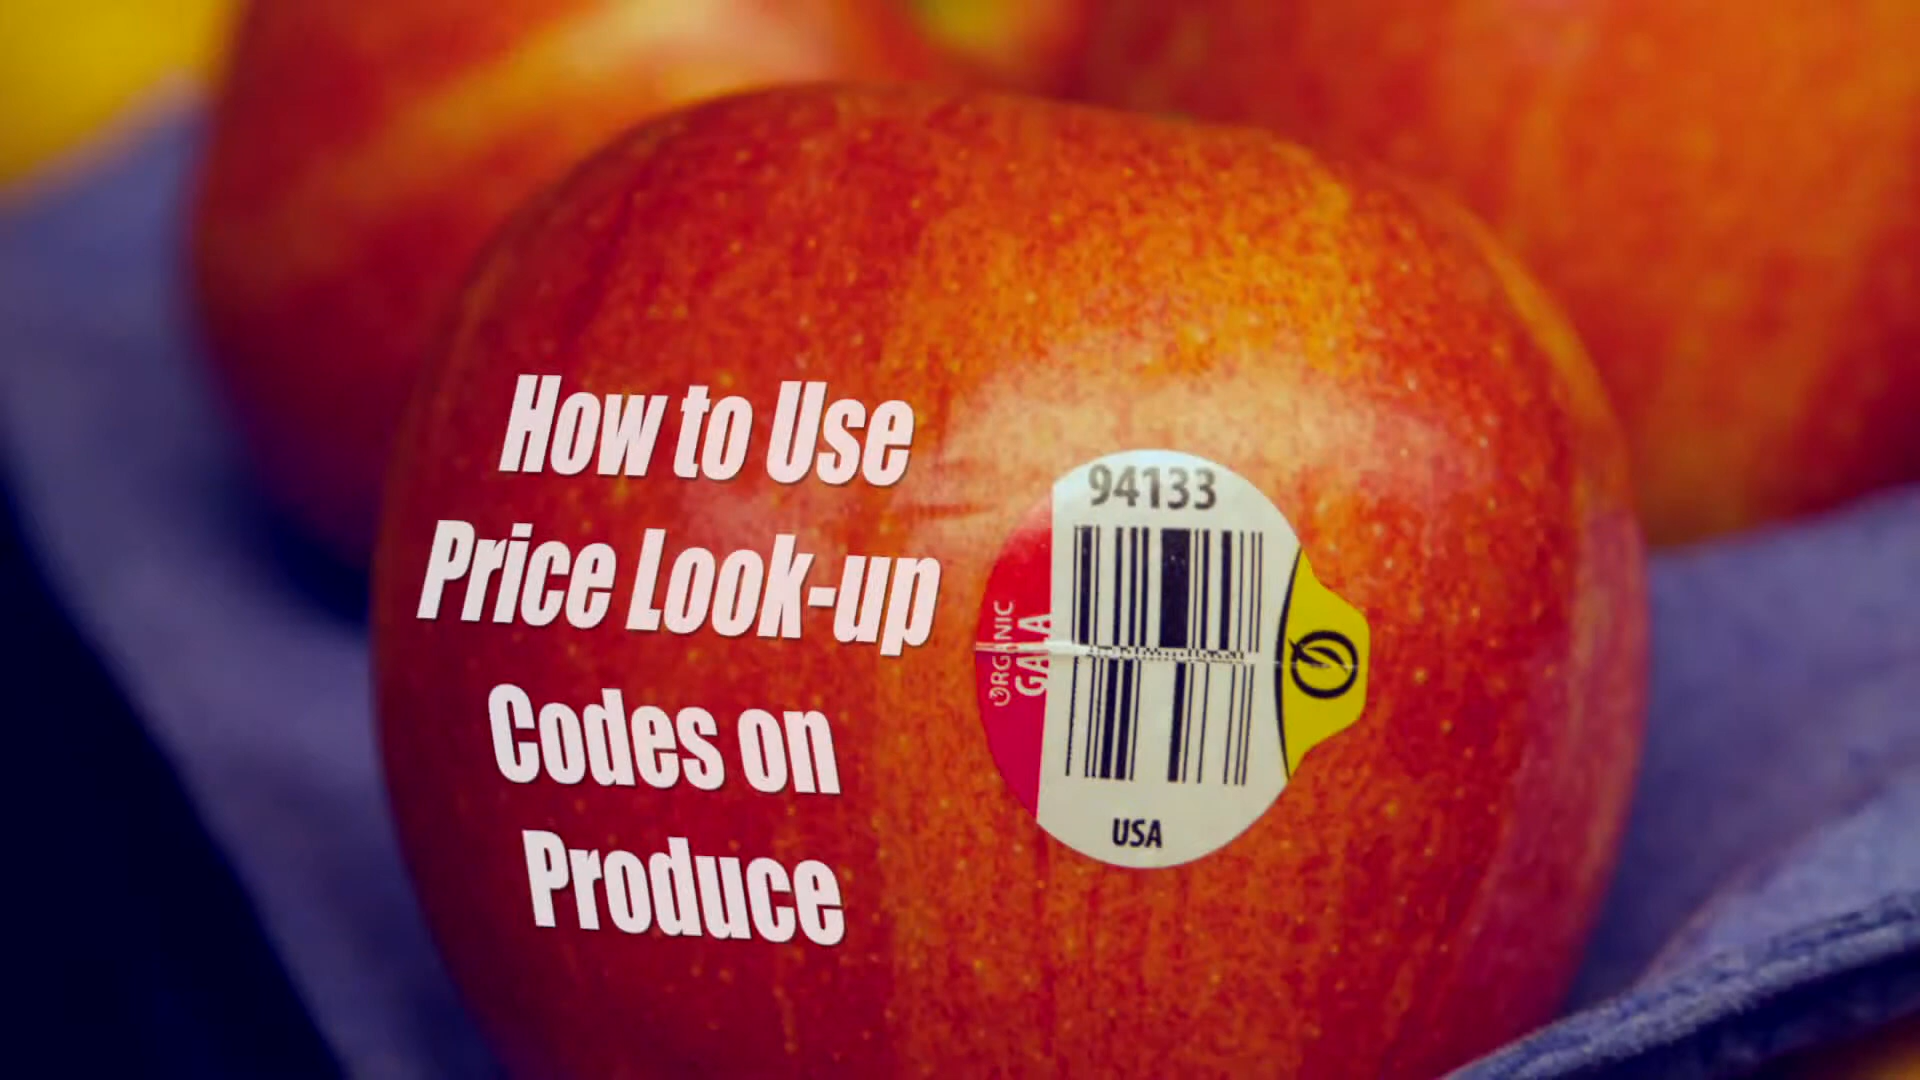 How to Use
Price Look-up
Codes on
Produce
94133
ORGANIC
GALA
USA